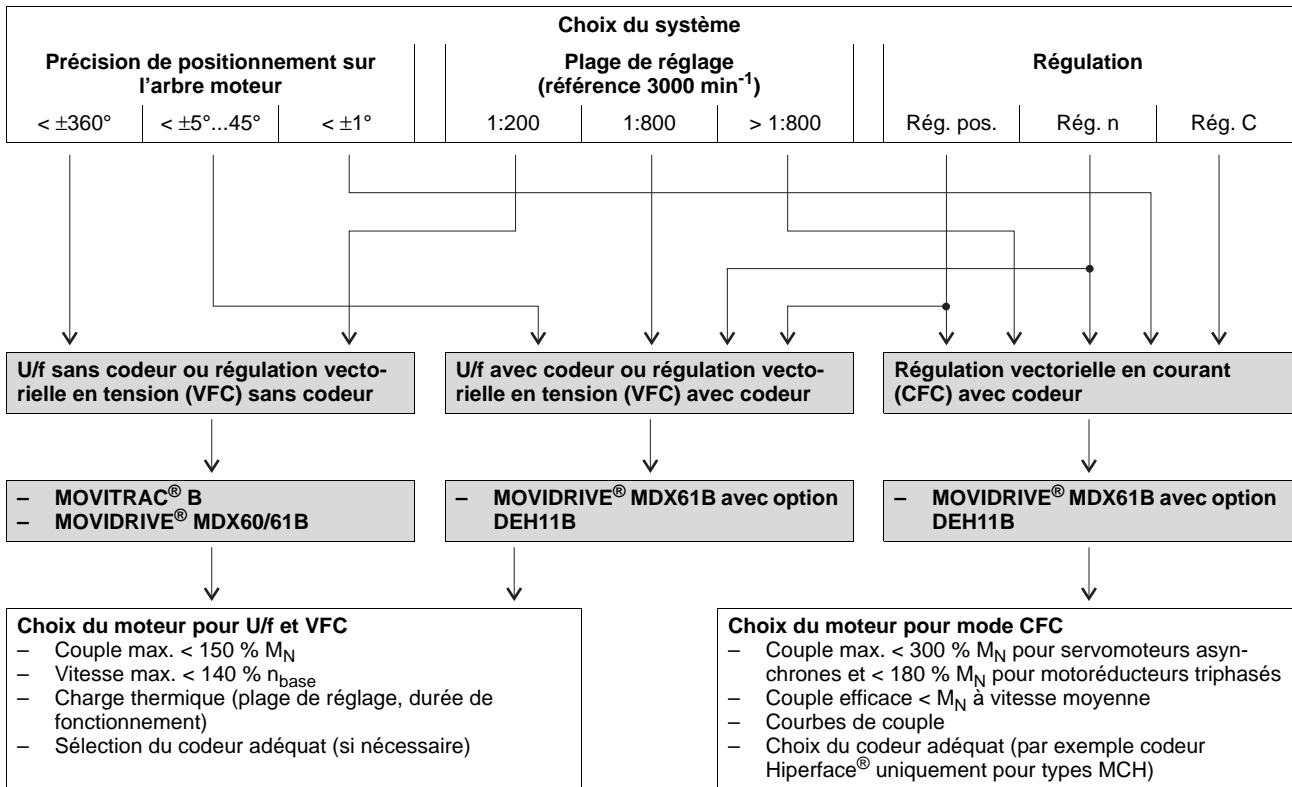 Choix du système
Précision de positionnement sur
l'arbre moteur
Plage de réglage
(référence 3000 min-1)
Régulation
< ±360°
< ±5°...45°
< ±1°
1:200
1:800
> 1:800
Rég. pos.
Rég. n
Rég. C
U/f sans codeur ou régulation vecto-
rielle en tension (VFC) sans codeur
U/f avec codeur ou régulation vecto-
rielle en tension (VFC) avec codeur
Régulation vectorielle en courant
(CFC) avec codeur
– MOVITRAC® B
– MOVIDRIVE® MDX60/61B
– MOVIDRIVE® MDX61B avec option
DEH11B
– MOVIDRIVE® MDX61B avec option
DEH11B
Choix du moteur pour U/f et VFC
– Couple max. < 150 % MN
– Vitesse max. < 140 % nbase
– Charge thermique (plage de réglage, durée de
fonctionnement)
– Sélection du codeur adéquat (si nécessaire)
Choix du moteur pour mode CFC
– Couple max. < 300 % MN pour servomoteurs asyn-
chrones et < 180 % MN pour motoréducteurs triphasés
– Couple efficace < MN à vitesse moyenne
– Courbes de couple
– Choix du codeur adéquat (par exemple codeur
Hiperface® uniquement pour types MCH)